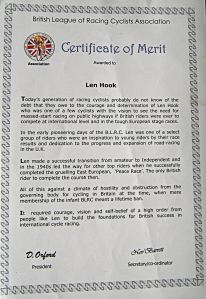 British League of Racing Cyclists Association
Association
Certificate of Merit
Awarded to
Len Hook
Today's generation of racing cyclists probably do not know of the
debt that they owe to the courage and determination of Len Hook
who was one of a few cyclists with the vision to see the need for
massed-start racing on public highways if British riders were ever to
compete at international level and in the tough European stage races.
In the early pioneering days of the B.L.R.C. Len was one of a select
group of riders who were an inspiration to young riders by their race
results and dedication to the progress and expansion of road-racing
in the U.K.
Len made a successful transition from amateur to Independent and
in the 1940s led the way for other top riders when he successfully
completed the gruelling East European, "Peace Race". The only British
rider to complete the course then.
All of this against a climate of hostility and obstruction from the
governing body for cycling in Britain at the time, when mere
membership of the infant BLRC meant a lifetime ban.
It required courage, vision and self-belief of a high order from
people like Len to build the foundations for British success in
international cycle racing.
D. Orford
President
Secretary/co-ordinator